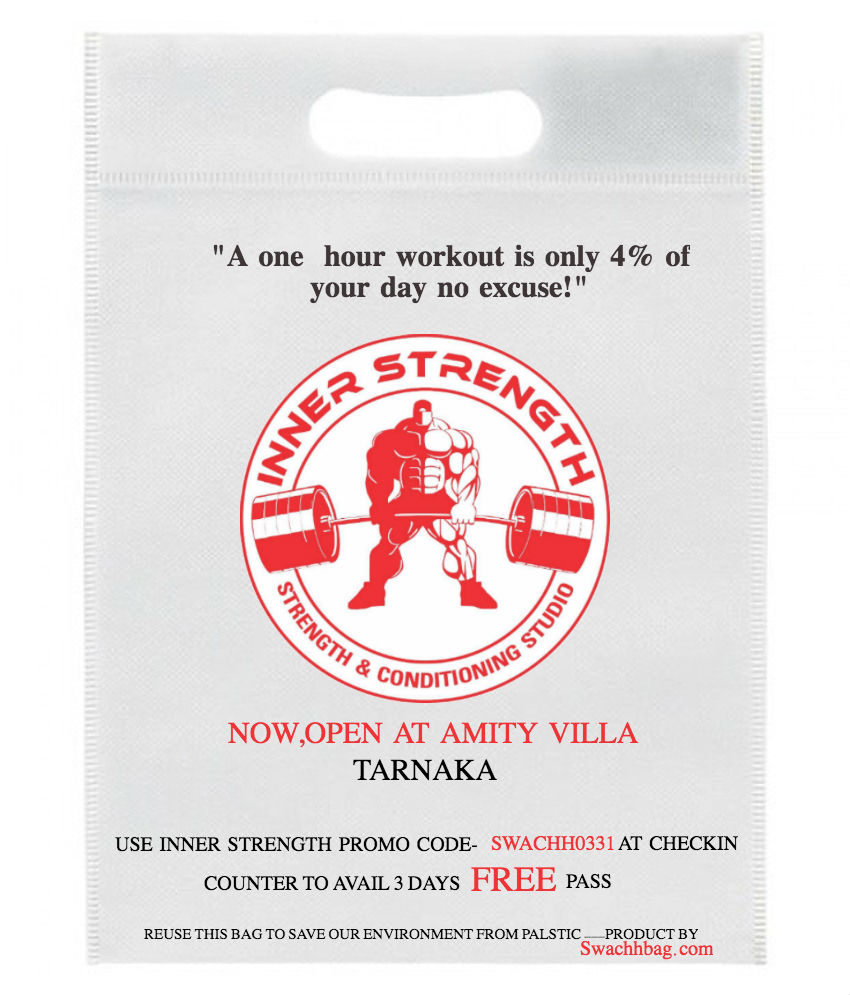 "A one hour workout is only 4% of
your day no excuse!"
INNER STRENGTH
STRENGTH & CONDITIONING STUDIO
NOW,OPEN AT AMITY VILLA
TARNAKA
USE INNER STRENGTH PROMO CODE- SWACHH0331 AT CHECKIN
COUNTER TO AVAIL 3 DAYS FREE PASS
REUSE THIS BAG TO SAVE OUR ENVIRONMENT FROM PALSTIC ___PRODUCT BY
Swachhbag.com